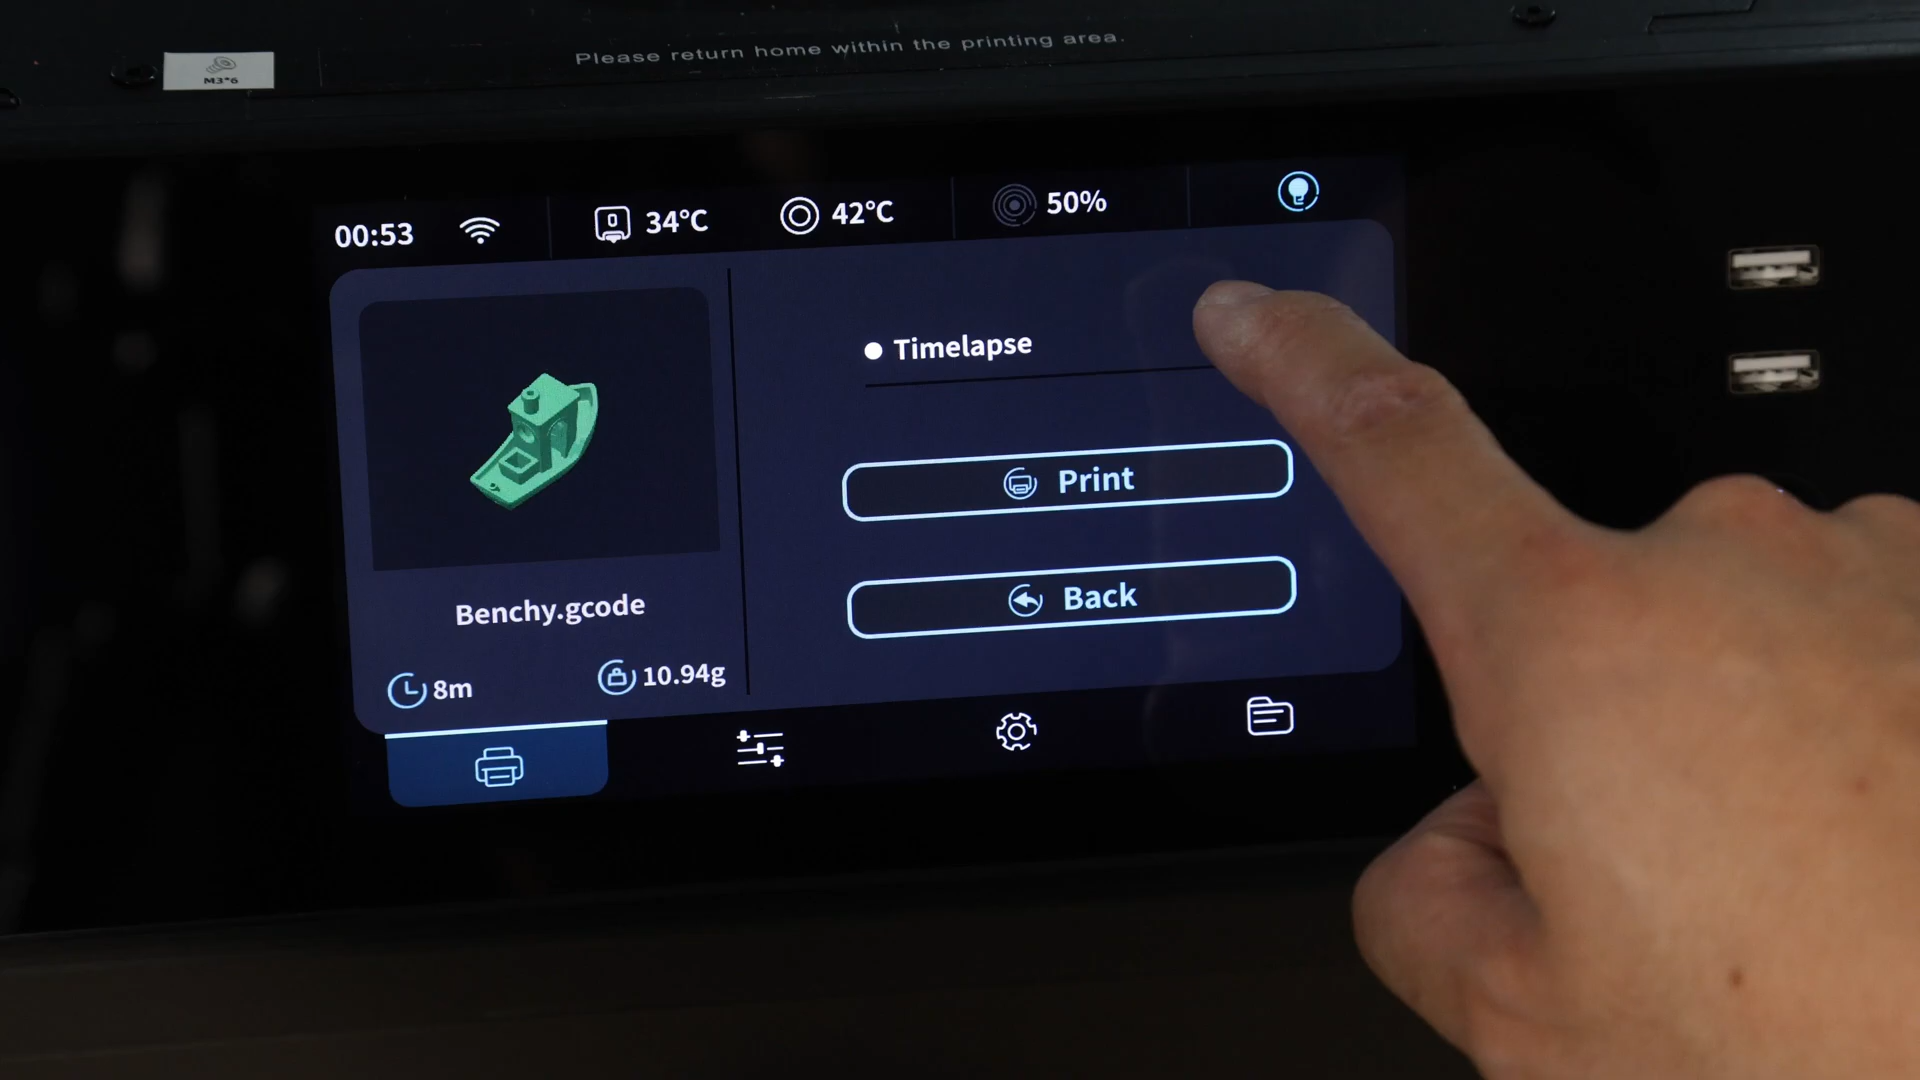 Please return home within the printing area.
M3*6
00:53
0
34°C
42°C
50%
Timelapse
Print
Back
Benchy.gcode
8m
10.94g